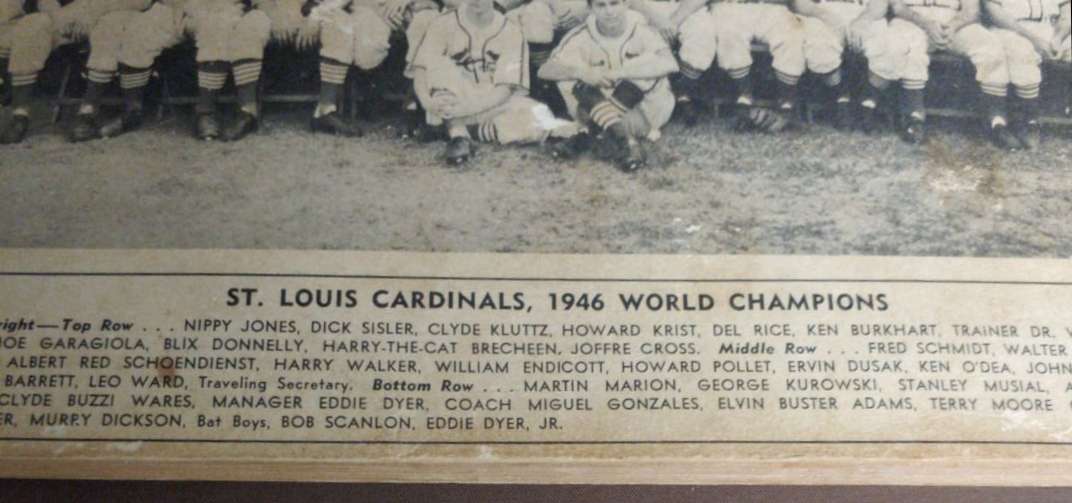 ST. LOUIS CARDINALS, 1946 WORLD CHAMPIONS
right—Top Row . . . NIPPY JONES, DICK SISLER, CLYDE KLUTTZ, HOWARD KRIST, DEL RICE, KEN BURKHART, TRAINER DR.
JOE GARAGIOLA, BLIX DONNELLY, HARRY-THE-CAT BRECHEEN, JOFFRE CROSS. Middle Row . . . FRED SCHMIDT, WALTER
ALBERT RED SCHOENDIENST, HARRY WALKER, WILLIAM ENDICOTT, HOWARD POLLET, ERVIN DUSAK, KEN O'DEA, JOHN
BARRETT, LEO WARD, Traveling Secretary. Bottom Row . . . MARTIN MARION, GEORGE KUROWSKI, STANLEY MUSIAL,
CLYDE BUZZI WARES, MANAGER EDDIE DYER, COACH MIGUEL GONZALES, ELVIN BUSTER ADAMS, TERRY MOORE
ER, MURRY DICKSON, Bat Boys, BOB SCANLON, EDDIE DYER, JR.